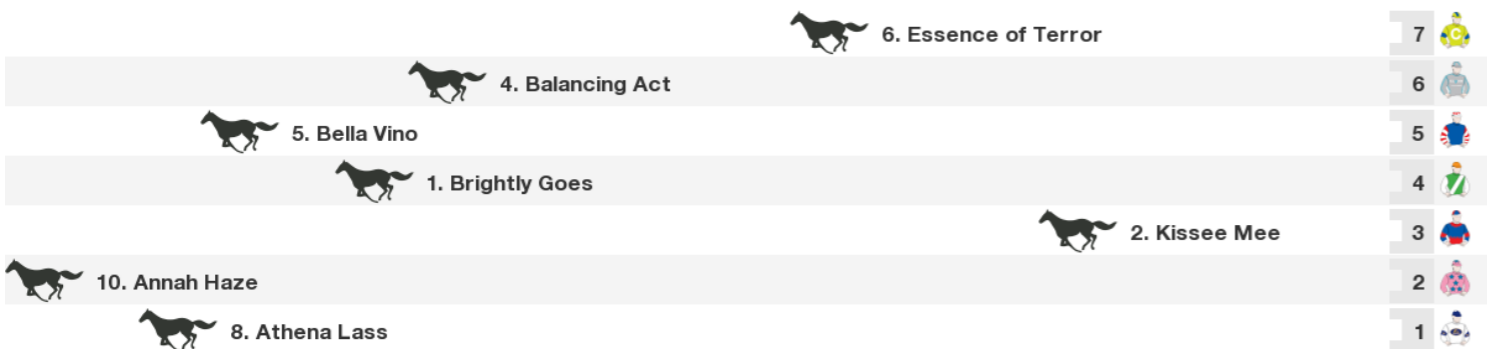 6. Essence of Terror 7
4. Balancing Act 6
5. Bella Vino 5
1. Brightly Goes 4
2. Kissee Mee 3
10. Annah Haze 2
8. Athena Lass 1